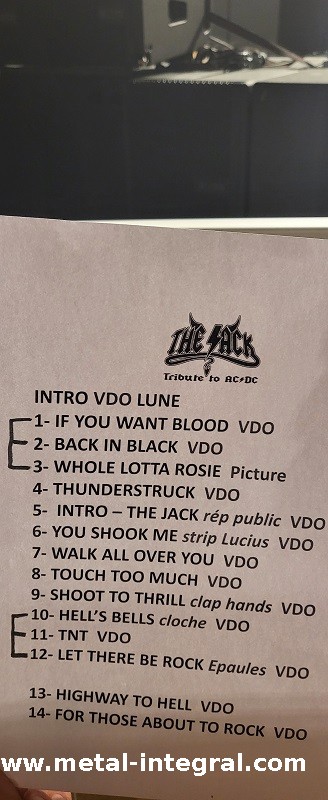 THE JACK
Tribute to AC⚡DC
INTRO VDO LUNE
1- IF YOU WANT BLOOD VDO
2- BACK IN BLACK VDO
3- WHOLE LOTTA ROSIE Picture
4- THUNDERSTRUCK VDO
5- INTRO – THE JACK rép public VDO
6- YOU SHOOK ME strip Lucius VDO
7- WALK ALL OVER YOU VDO
8- TOUCH TOO MUCH VDO
9- SHOOT TO THRILL clap hands VDO
10- HELL'S BELLS cloche VDO
11- TNT VDO
12- LET THERE BE ROCK Epaules VDO
13- HIGHWAY TO HELL VDO
14- FOR THOSE ABOUT TO ROCK VDO
www.metal-integral.com